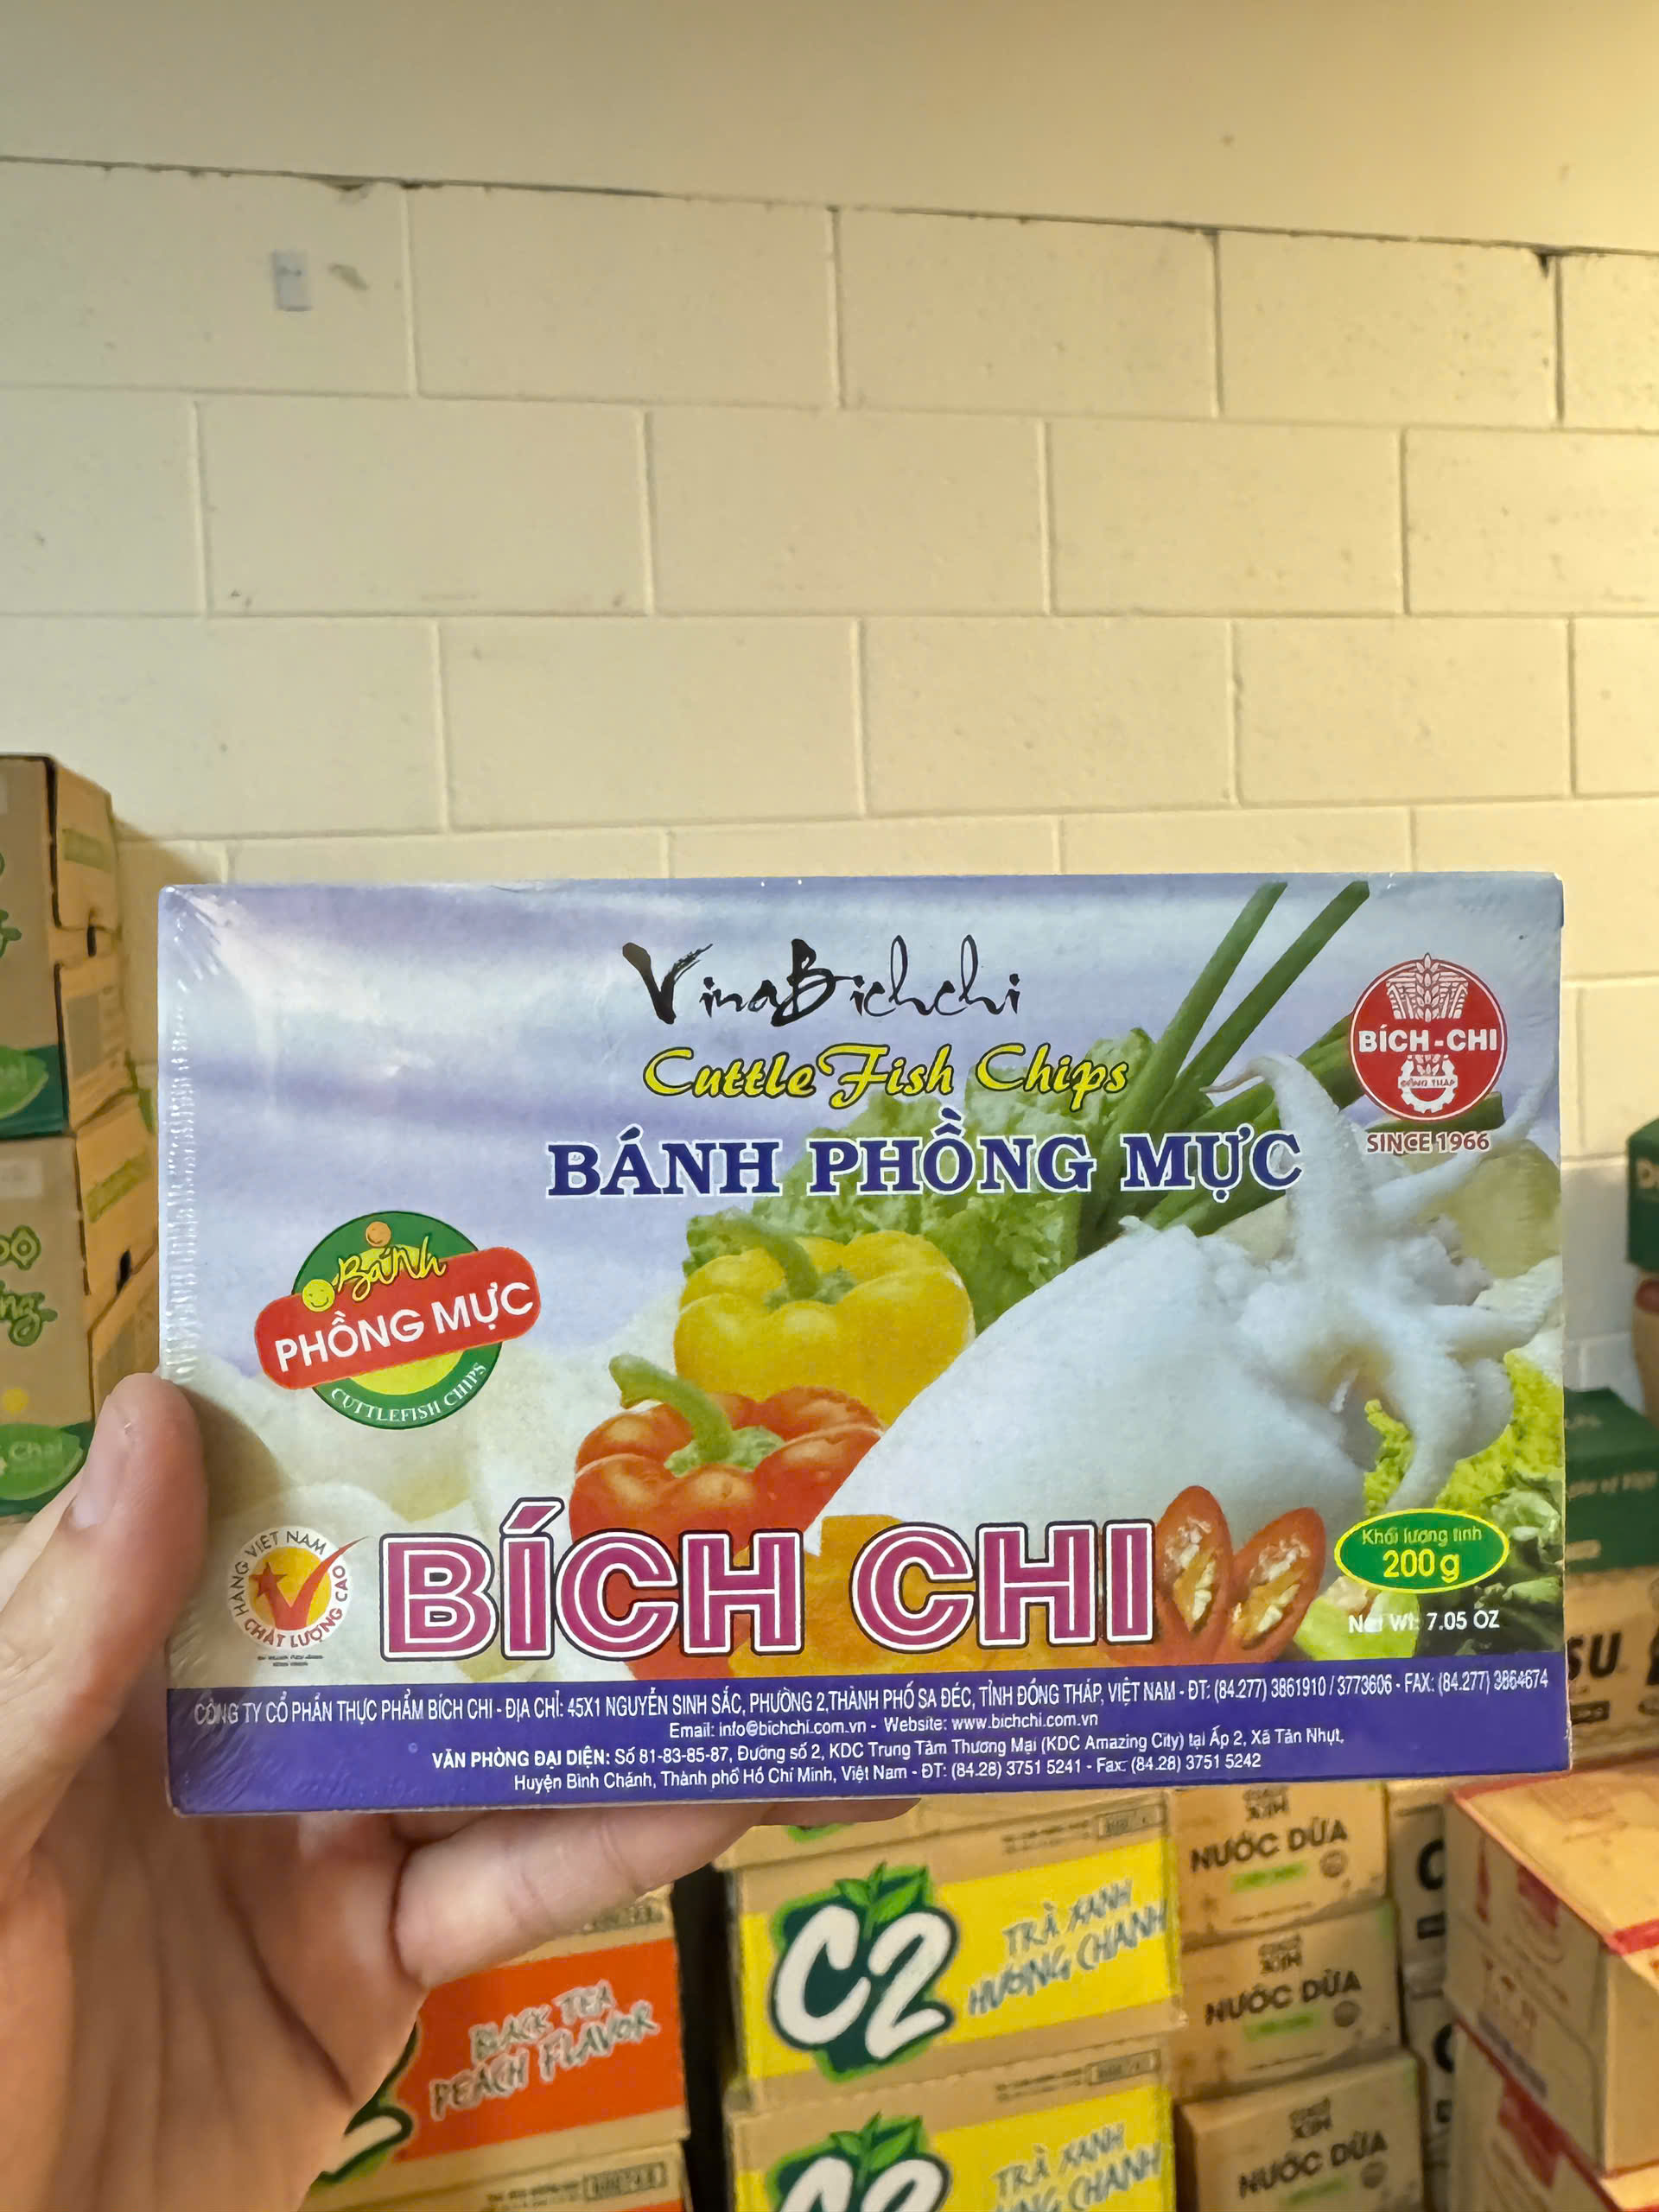 VinaBichchi
CuttleFish Chips
BÁNH PHỒNG MỰC
BÍCH-CHI
ĐỒNG THÁP
SINCE 1966
Bánh
PHỒNG MỰC
CUTTLEFISH CHIPS
HÀNG VIỆT NAM
CHẤT LƯỢNG CAO
BÍCH CHI
Khối lượng tịnh
200 g
Net Wt: 7.05 OZ
CÔNG TY CỔ PHẦN THỰC PHẨM BÍCH CHI - ĐỊA CHỈ: 45X1 NGUYỄN SINH SẮC, PHƯỜNG 2,THÀNH PHỐ SA ĐÉC, TỈNH ĐỒNG THÁP, VIỆT NAM - ĐT: (84.277) 3861910 / 3773606 - FAX: (84.277) 3864674
Email: info@bichchi.com.vn - Website: www.bichchi.com.vn
VĂN PHÒNG ĐẠI DIỆN: Số 81-83-85-87, Đường số 2, KDC Trung Tâm Thương Mại (KDC Amazing City) tại Ấp 2, Xã Tân Nhựt,
Huyện Bình Chánh, Thành phố Hồ Chí Minh, Việt Nam - ĐT: (84.28) 3751 5241 - Fax: (84.28) 3751 5242
C2
TRÀ XANH
HƯƠNG CHANH
BLACK TEA
PEACH FLAVOR
NƯỚC DỪA
NƯỚC DỪA
NƯỚC DỪA
TRÀ XANH